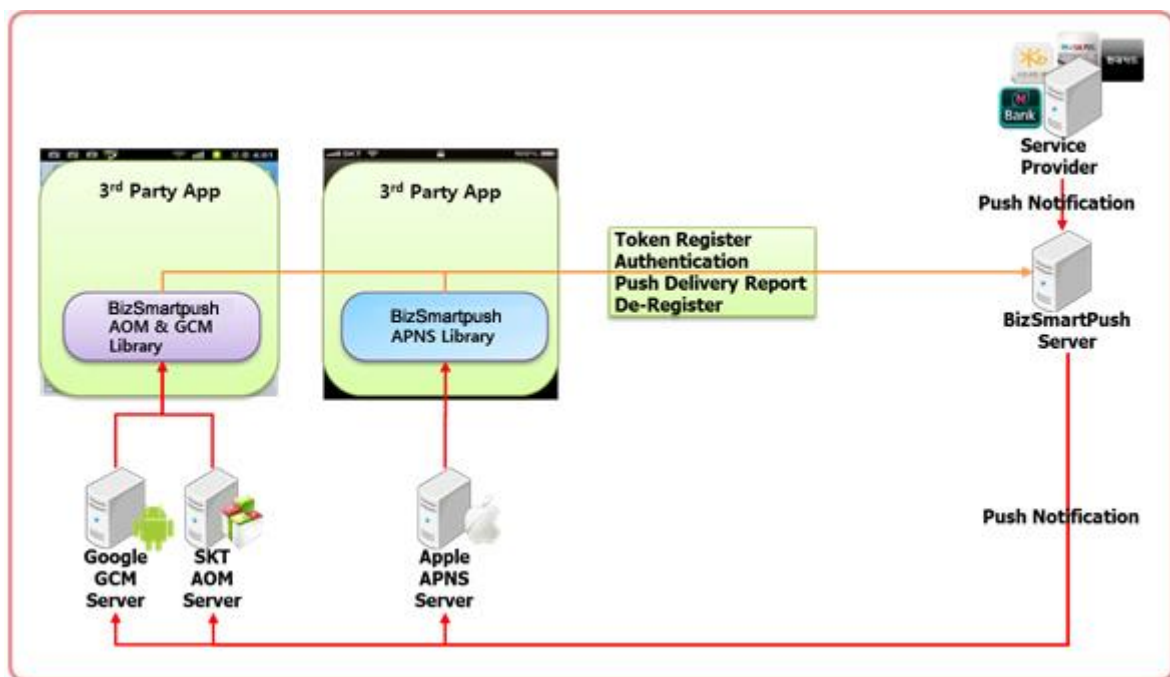 3rd Party App
BizSmartpush
AOM & GCM
Library
3rd Party App
BizSmartpush
APNS Library
Token Register
Authentication
Push Delivery Report
De-Register
N
Bank
Service
Provider
Push Notification
BizSmartPush
Server
Push Notification
Google
GCM
Server
SKT
AOM
Server
Apple
APNS
Server